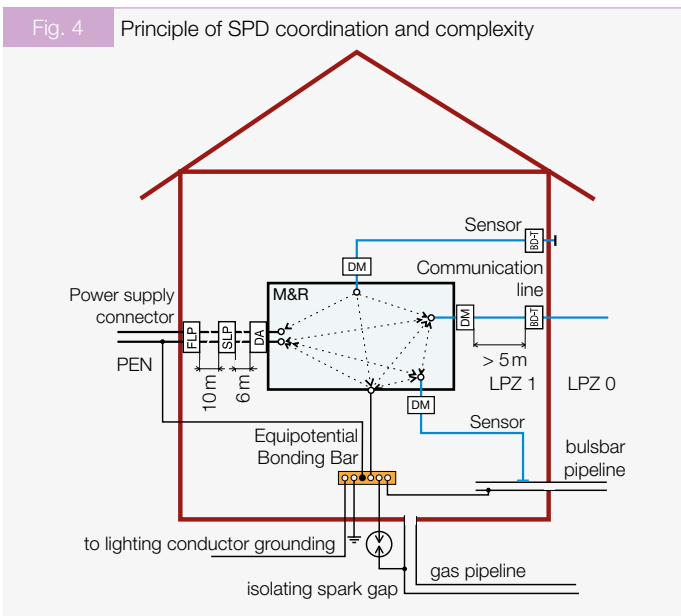 Fig. 4
Principle of SPD coordination and complexity
Sensor
BD-T
DM
Communication
line
M&R
Power supply
connector
FLP
SLP
DA
DM
BD-T
PEN
10 m
6 m
> 5 m
LPZ 1
LPZ 0
DM
Sensor
Equipotential
Bonding Bar
bulsbar
pipeline
to lighting conductor grounding
isolating spark gap
gas pipeline